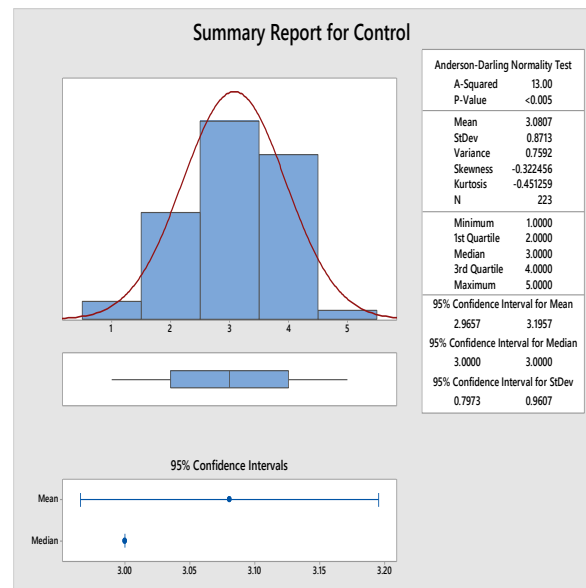 Summary Report for Control
1 2 3 4 5
Anderson-Darling Normality Test
A-Squared 13.00
P-Value <0.005
Mean 3.0807
StDev 0.8713
Variance 0.7592
Skewness -0.322456
Kurtosis -0.451259
N 223
Minimum 1.0000
1st Quartile 2.0000
Median 3.0000
3rd Quartile 4.0000
Maximum 5.0000
95% Confidence Interval for Mean
2.9657 3.1957
95% Confidence Interval for Median
3.0000 3.0000
95% Confidence Interval for StDev
0.7973 0.9607
95% Confidence Intervals
Mean
Median
3.00 3.05 3.10 3.15 3.20